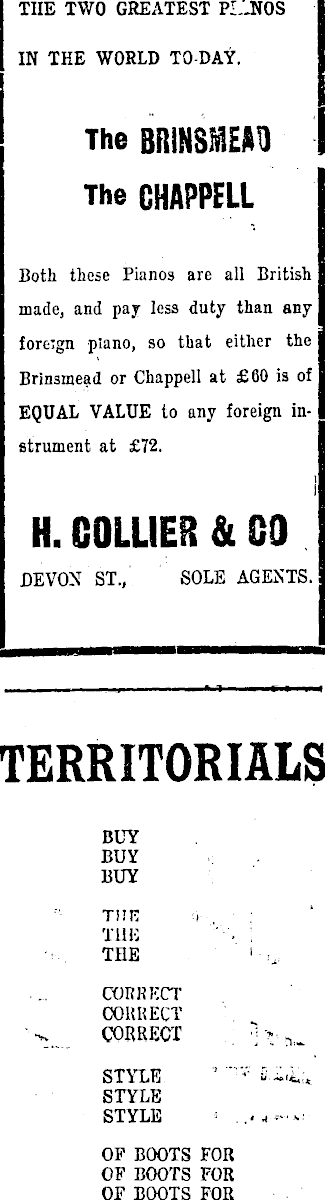 THE TWO GREATEST PIANOS
IN THE WORLD TO-DAY.
The BRINSMEAD
The CHAPPELL
Both these Pianos are all British
made, and pay less duty than any
foreign piano, so that either the
Brinsmead or Chappell at £60 is of
EQUAL VALUE to any foreign in-
strument at £72.
H. COLLIER & CO
DEVON ST., SOLE AGENTS.
TERRITORIALS
BUY
BUY
BUY
THE
THE
THE
CORRECT
CORRECT
CORRECT
STYLE
STYLE
STYLE
OF BOOTS FOR
OF BOOTS FOR
OF BOOTS FOR